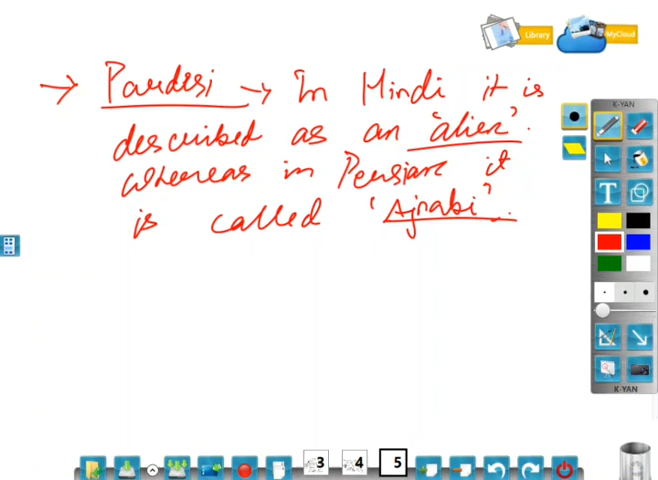 Library
MyCloud
→ Pardesi → In Hindi it is
described as an 'alien'.
whereas in Persian it
is called 'Ajnabi'.
K-YAN
T
K-YAN
3 4 5